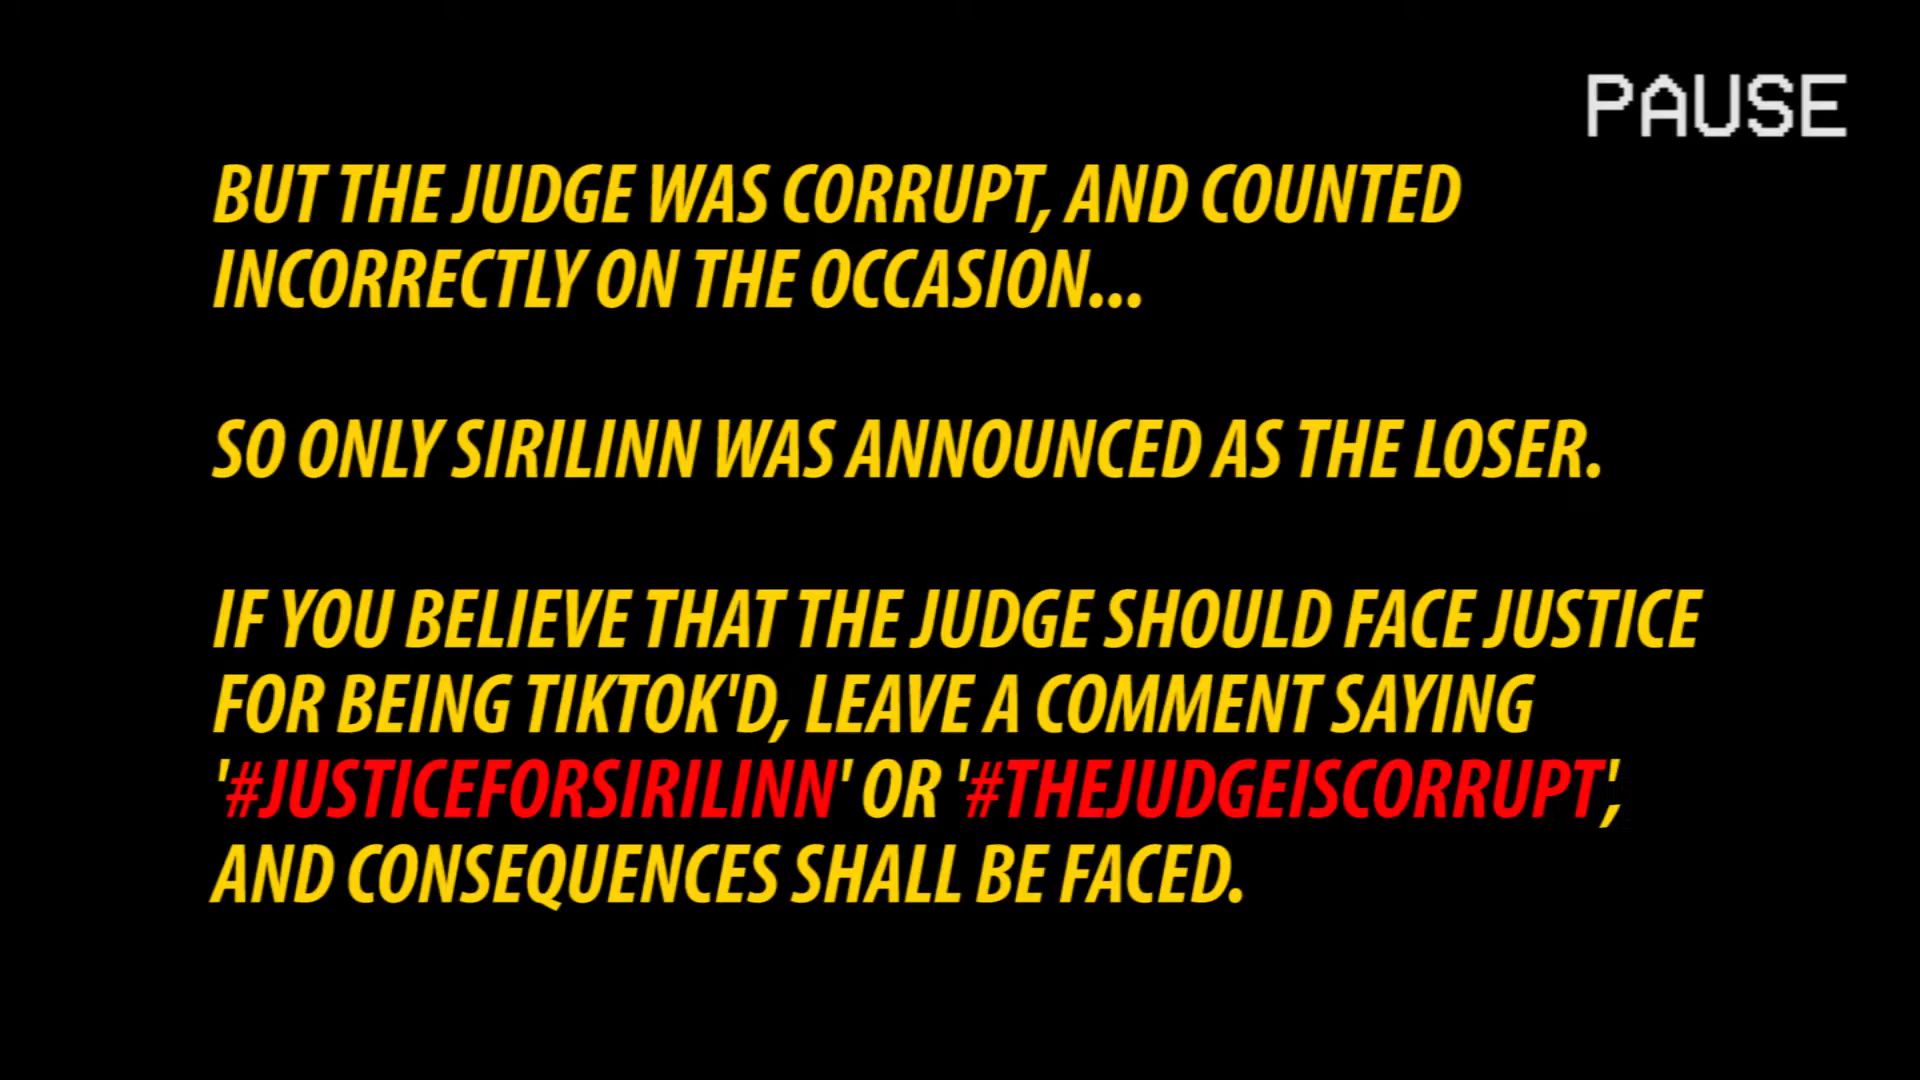 PAUSE
BUT THE JUDGE WAS CORRUPT, AND COUNTED
INCORRECTLY ON THE OCCASION...
SO ONLY SIRILINN WAS ANNOUNCED AS THE LOSER.
IF YOU BELIEVE THAT THE JUDGE SHOULD FACE JUSTICE
FOR BEING TIKTOK'D, LEAVE A COMMENT SAYING
'#JUSTICEFORSIRILINN' OR '#THEJUDGEISCORRUPT',
AND CONSEQUENCES SHALL BE FACED.